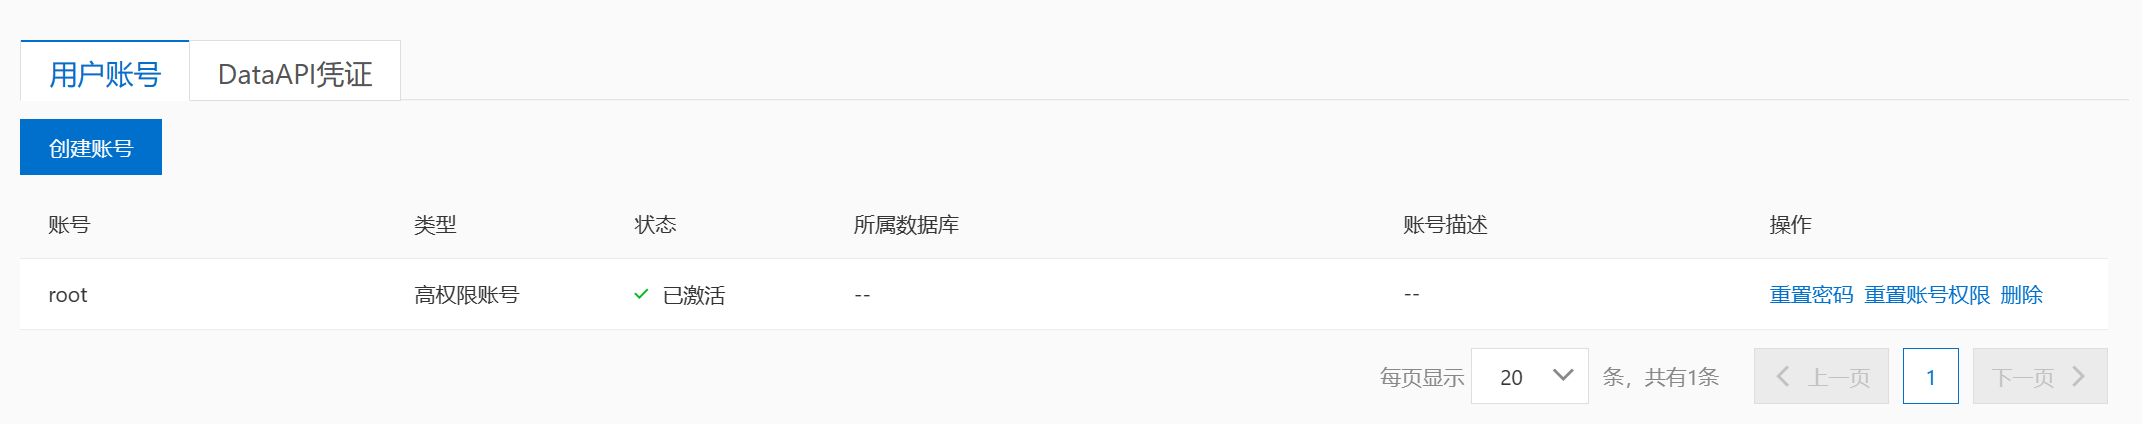 用户账号 DataAPI凭证
创建账号
账号 类型 状态 所属数据库 账号描述 操作
root 高权限账号 已激活 -- -- 重置密码 重置账号权限 删除
每页显示 20 条，共有1条 上一页 1 下一页